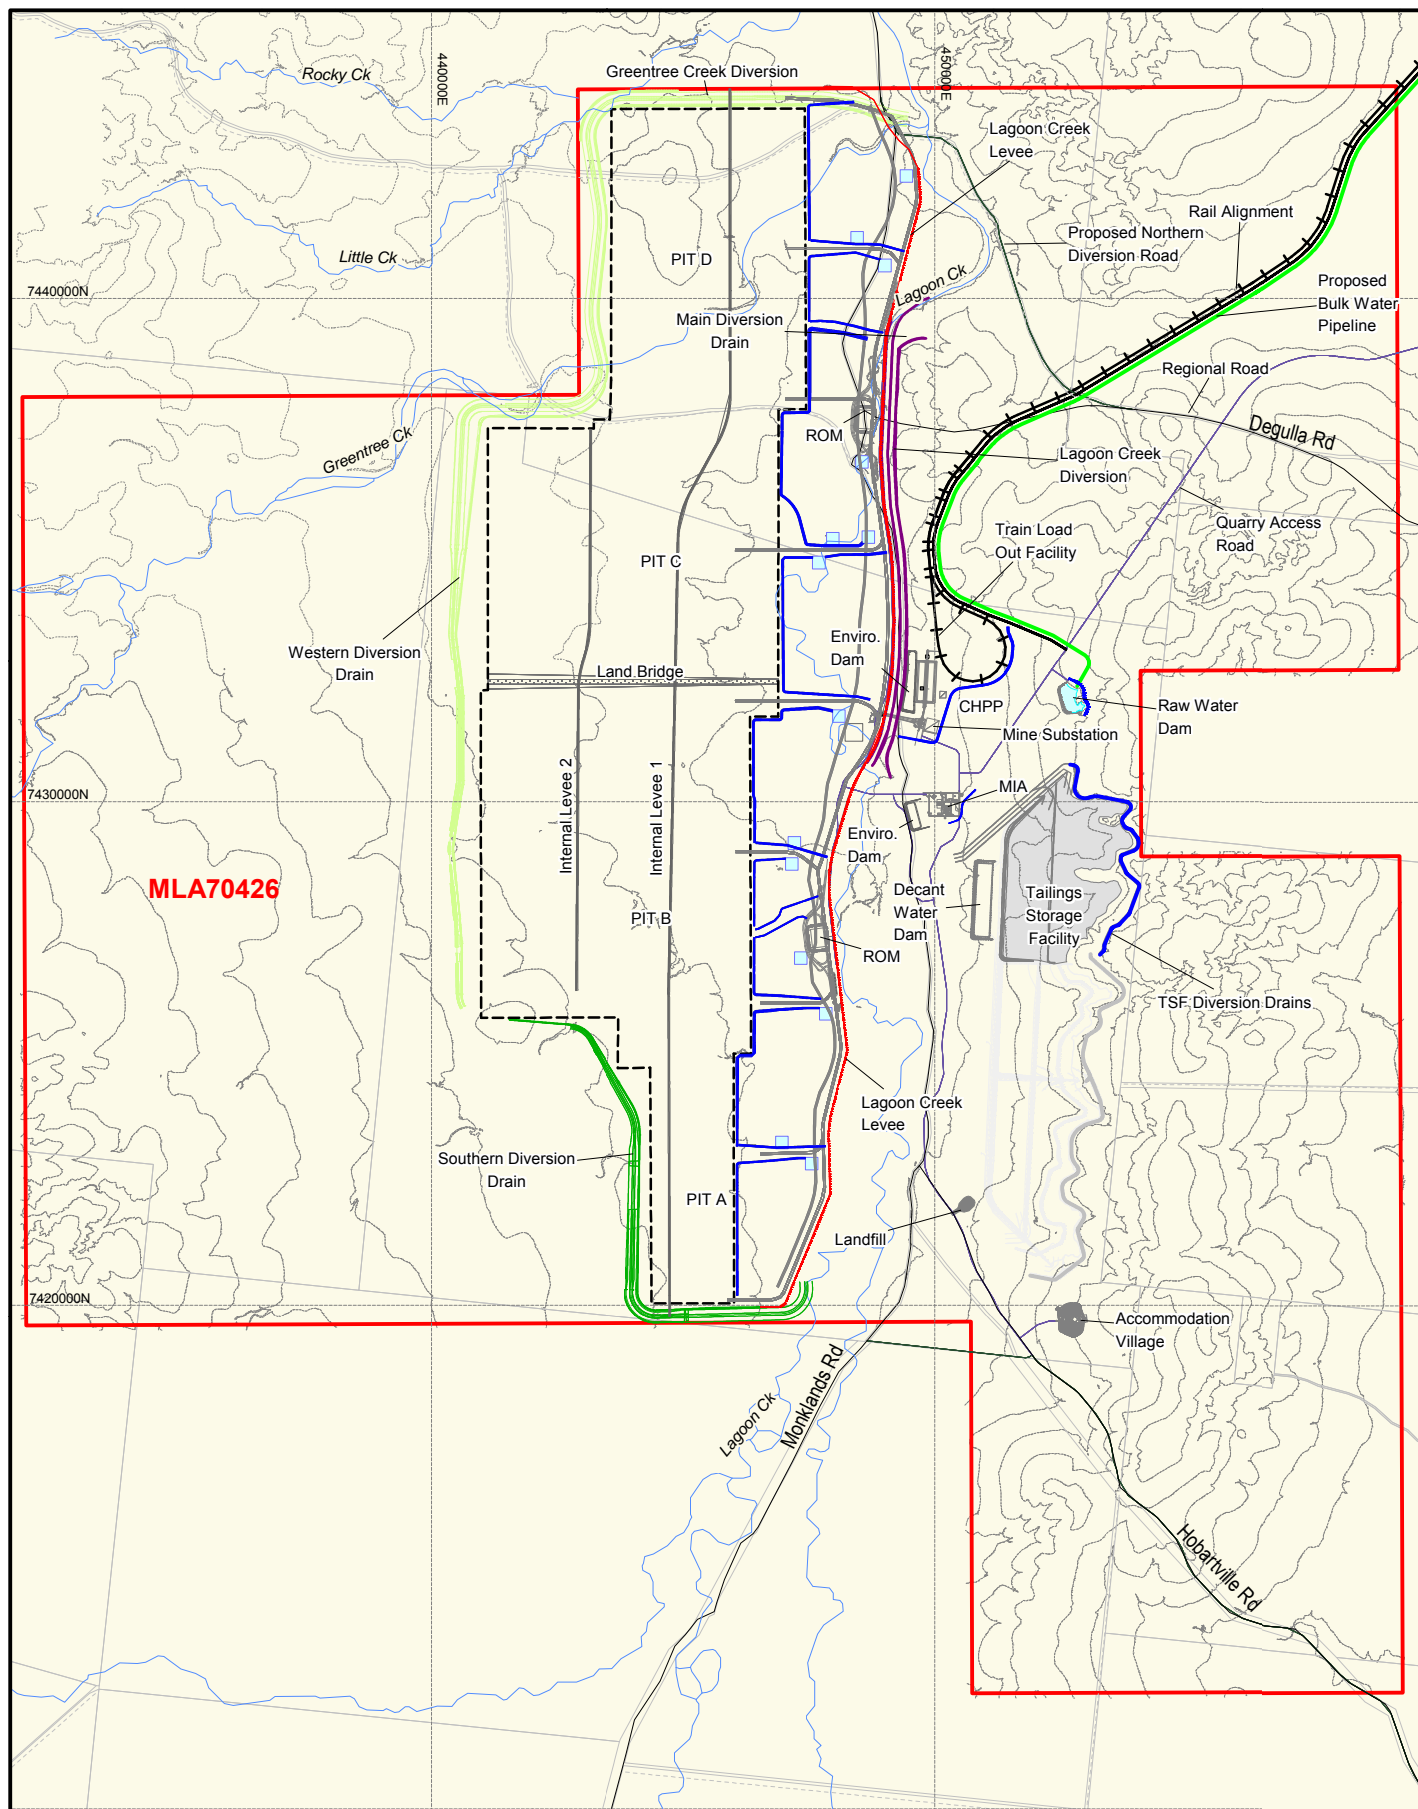 Rocky Ck
440000E
Greentree Creek Diversion
450000E
Lagoon Creek
Levee
Rail Alignment
Proposed Northern
Diversion Road
Little Ck
PIT D
Lagoon Ck
7440000N
Proposed
Bulk Water
Pipeline
Main Diversion
Drain
Regional Road
Degulla Rd
Greentree Ck
ROM
Lagoon Creek
Diversion
Train Load
Out Facility
Quarry Access
Road
PIT C
Western Diversion
Drain
Enviro.
Dam
Land Bridge
CHPP
Raw Water
Dam
Mine Substation
Internal Levee 2
Internal Levee 1
7430000N
MIA
Enviro.
Dam
MLA70426
Decant
Water
Dam
Tailings
Storage
Facility
PIT B
ROM
TSF Diversion Drains
Lagoon Creek
Levee
Southern Diversion
Drain
PIT A
Landfill
7420000N
Accommodation
Village
Monklands Rd
Lagoon Ck
Hobartville Rd